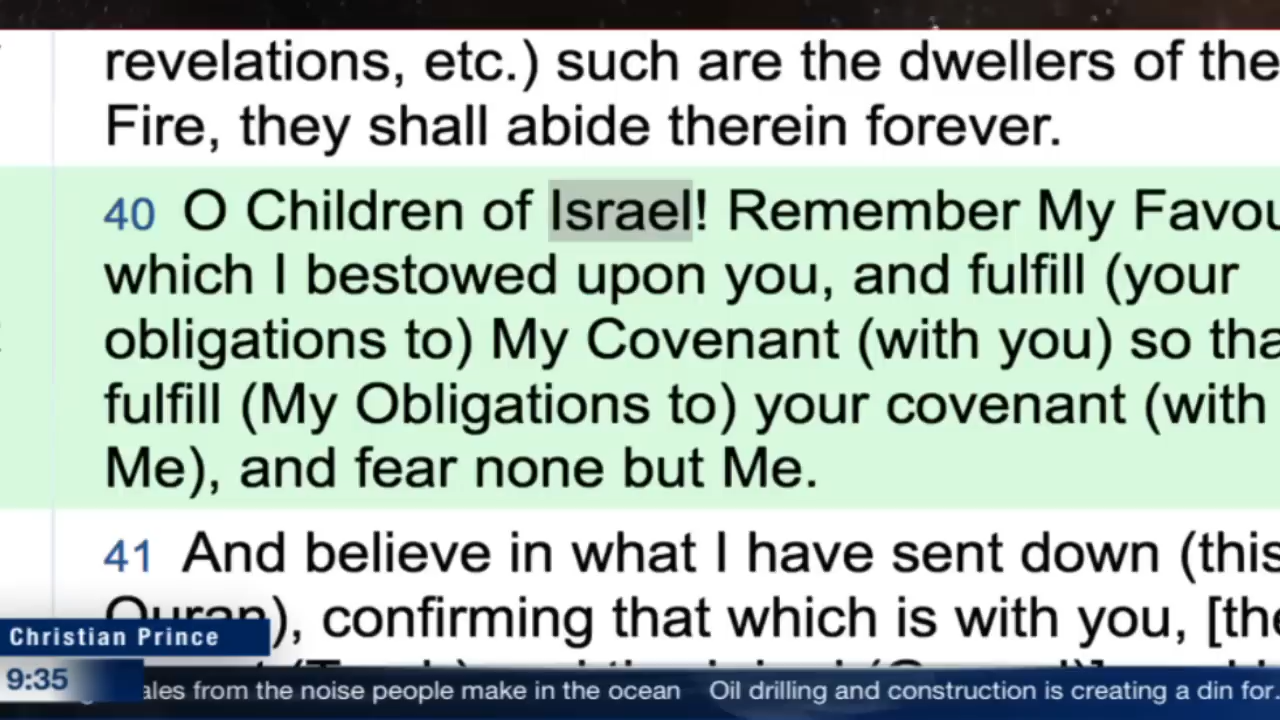 revelations, etc.) such are the dwellers of the
Fire, they shall abide therein forever.
40 O Children of Israel! Remember My Favou
which I bestowed upon you, and fulfill (your
obligations to) My Covenant (with you) so tha
fulfill (My Obligations to) your covenant (with
Me), and fear none but Me.
41 And believe in what I have sent down (this
Quran), confirming that which is with you, [the
Christian Prince
9:35
ales from the noise people make in the ocean Oil drilling and construction is creating a din for.